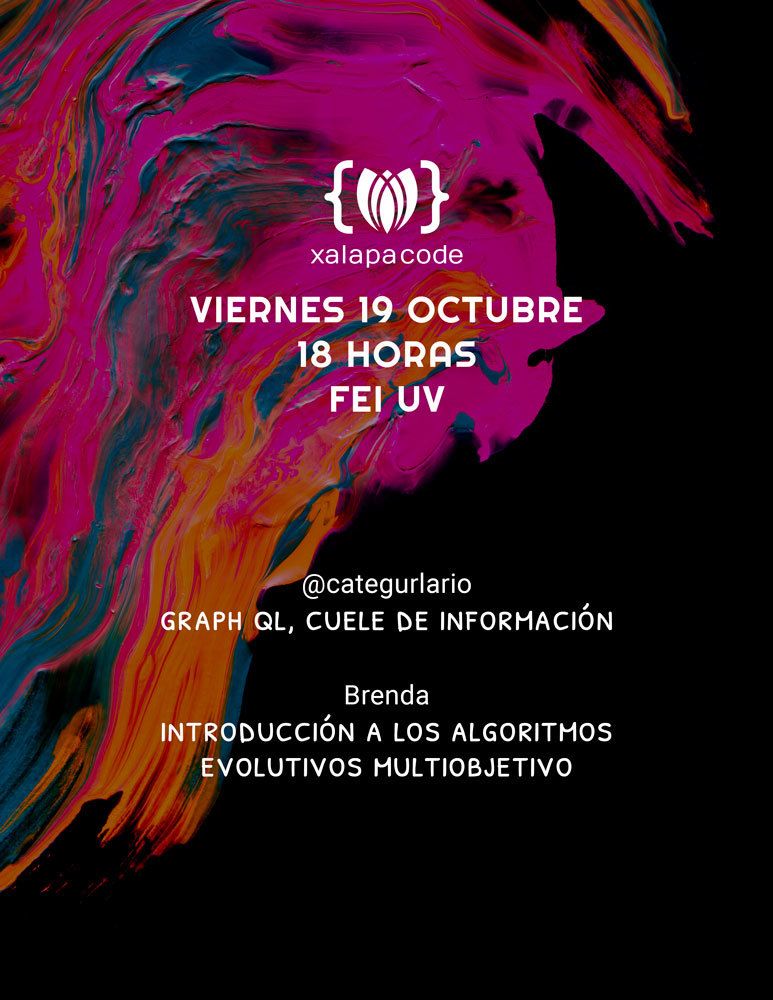 xalapacode
VIERNES 19 OCTUBRE
18 HORAS
FEI UV
@categurlario
GRAPH QL, CUELE DE INFORMACIÓN
Brenda
INTRODUCCIÓN A LOS ALGORITMOS
EVOLUTIVOS MULTIOBJETIVO